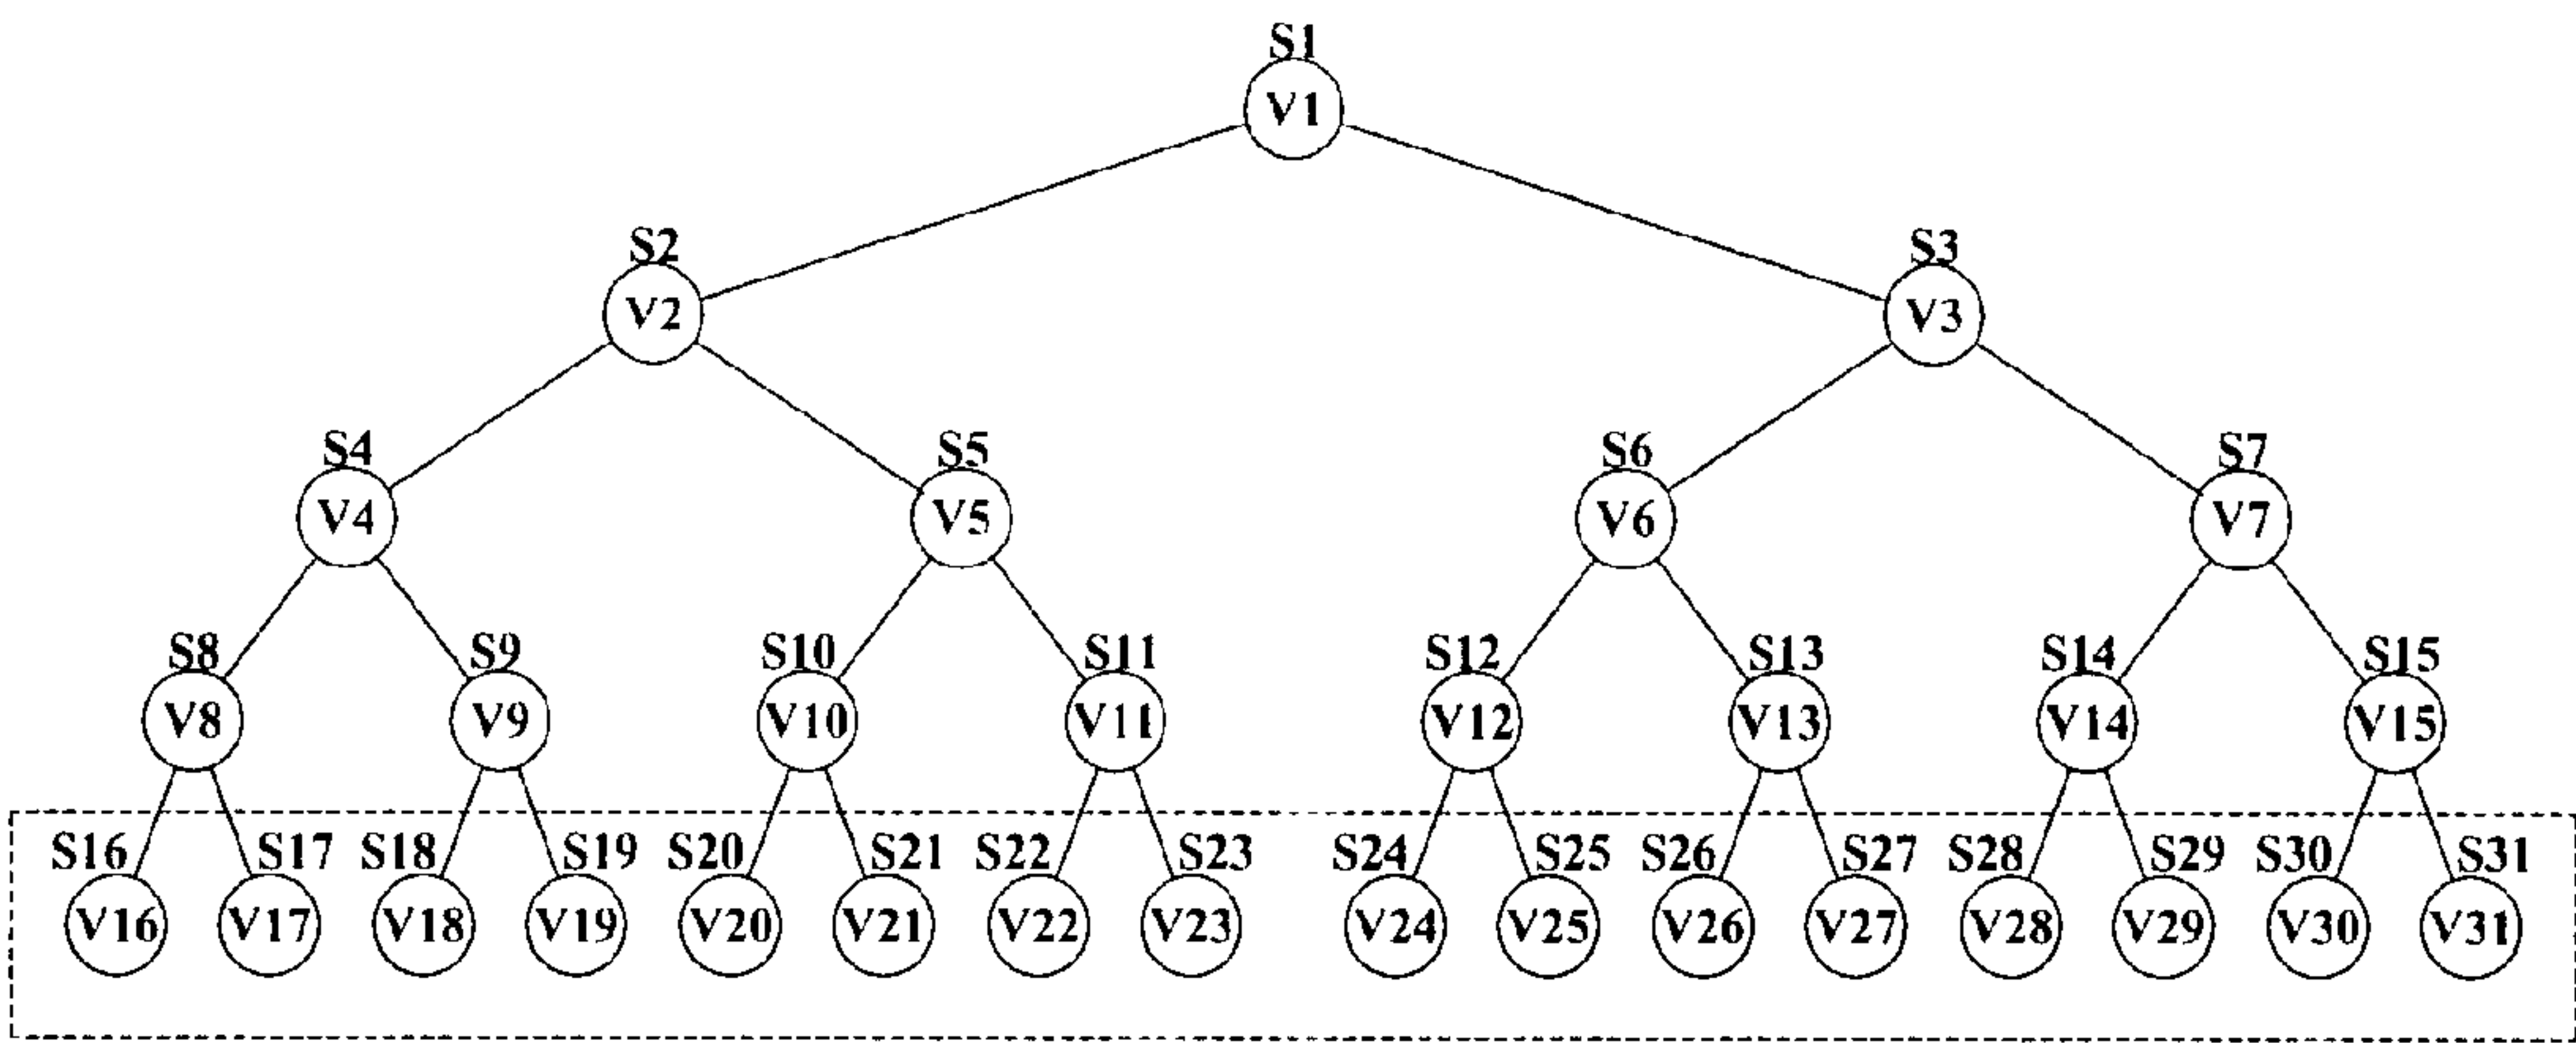 S1
V1
S2 S3
V2 V3
S4 S5 S6 S7
V4 V5 V6 V7
S8 S9 S10 S11 S12 S13 S14 S15
V8 V9 V10 V11 V12 V13 V14 V15
S16 S17 S18 S19 S20 S21 S22 S23 S24 S25 S26 S27 S28 S29 S30 S31
V16 V17 V18 V19 V20 V21 V22 V23 V24 V25 V26 V27 V28 V29 V30 V31